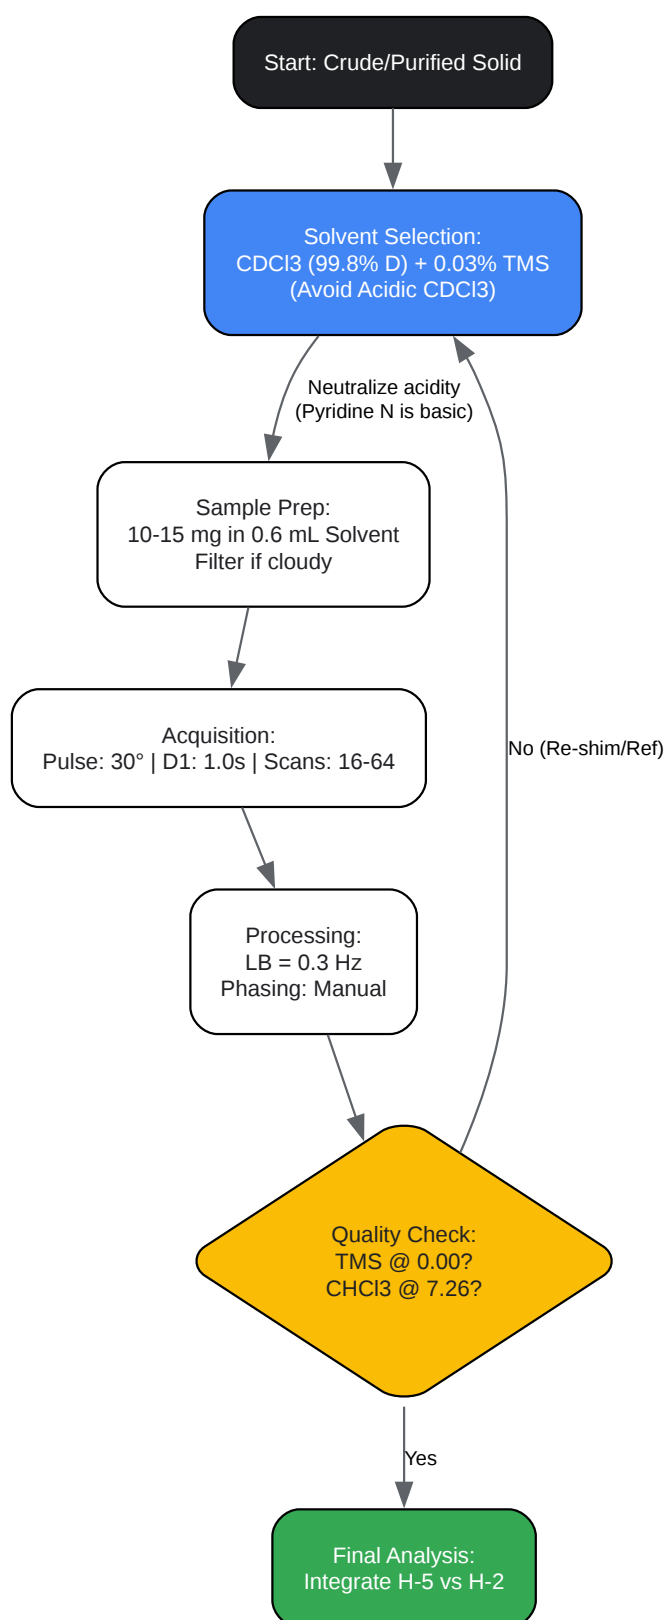 Start: Crude/Purified Solid
Solvent Selection:
CDCl3 (99.8% D) + 0.03% TMS
(Avoid Acidic CDCl3)
Neutralize acidity
(Pyridine N is basic)
Sample Prep:
10-15 mg in 0.6 mL Solvent
Filter if cloudy
Acquisition:
Pulse: 30° | D1: 1.0s | Scans: 16-64
No (Re-shim/Ref)
Processing:
LB = 0.3 Hz
Phasing: Manual
Quality Check:
TMS @ 0.00?
CHCl3 @ 7.26?
Yes
Final Analysis:
Integrate H-5 vs H-2